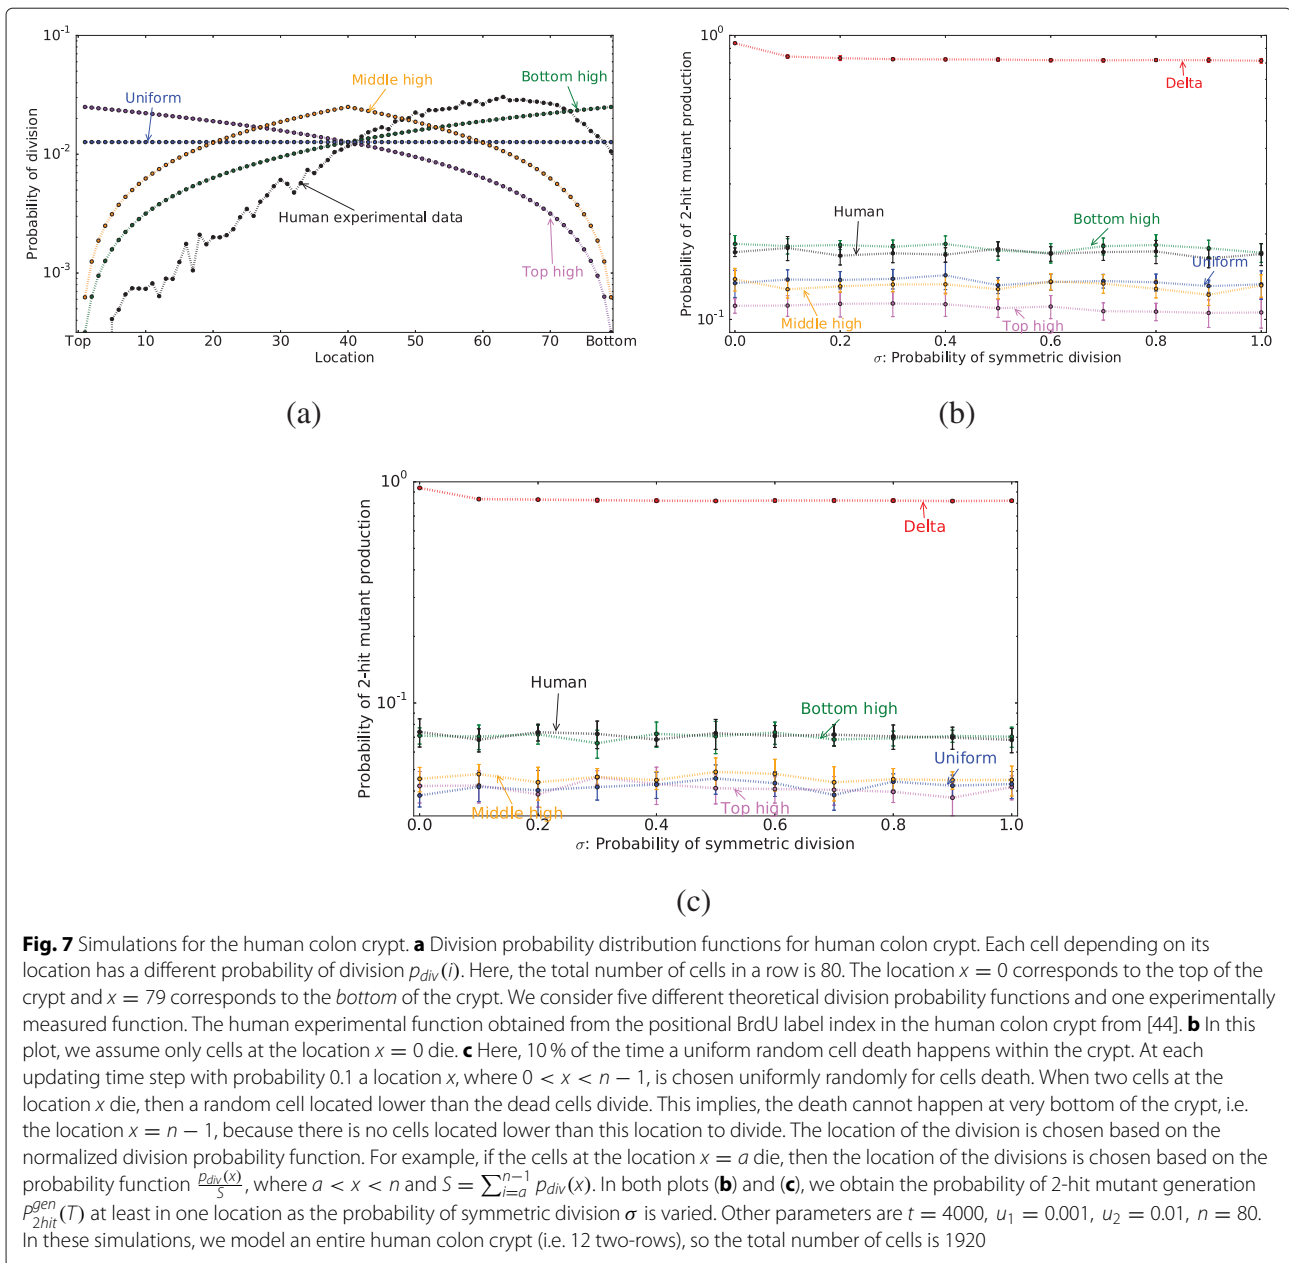 10⁻¹
10⁻²
10⁻³
Probability of division
Uniform
Middle high
Bottom high
Human experimental data
Top high
Top 10 20 30 40 50 60 70 Bottom
Location
(a)
10⁰
10⁻¹
Probability of 2-hit mutant production
Delta
Human
Bottom high
Uniform
Middle high
Top high
0.0 0.2 0.4 0.6 0.8 1.0
σ: Probability of symmetric division
(b)
10⁰
10⁻¹
Probability of 2-hit mutant production
Delta
Human
Bottom high
Uniform
Middle high
Top high
0.0 0.2 0.4 0.6 0.8 1.0
σ: Probability of symmetric division
(c)
Fig. 7 Simulations for the human colon crypt. a Division probability distribution functions for human colon crypt. Each cell depending on its
location has a different probability of division p_{div}(i). Here, the total number of cells in a row is 80. The location x = 0 corresponds to the top of the
crypt and x = 79 corresponds to the bottom of the crypt. We consider five different theoretical division probability functions and one experimentally
measured function. The human experimental function obtained from the positional BrdU label index in the human colon crypt from [44]. b In this
plot, we assume only cells at the location x = 0 die. c Here, 10 % of the time a uniform random cell death happens within the crypt. At each
updating time step with probability 0.1 a location x, where 0 < x < n − 1, is chosen uniformly randomly for cells death. When two cells at the
location x die, then a random cell located lower than the dead cells divide. This implies, the death cannot happen at very bottom of the crypt, i.e.
the location x = n − 1, because there is no cells located lower than this location to divide. The location of the division is chosen based on the
normalized division probability function. For example, if the cells at the location x = a die, then the location of the divisions is chosen based on the
probability function p_{div}(x)/S, where a < x < n and S = ∑_{i=a}^{n−1} p_{div}(x). In both plots (b) and (c), we obtain the probability of 2-hit mutant generation
P_{2hit}^{gen}(T) at least in one location as the probability of symmetric division σ is varied. Other parameters are t = 4000, u₁ = 0.001, u₂ = 0.01, n = 80.
In these simulations, we model an entire human colon crypt (i.e. 12 two-rows), so the total number of cells is 1920